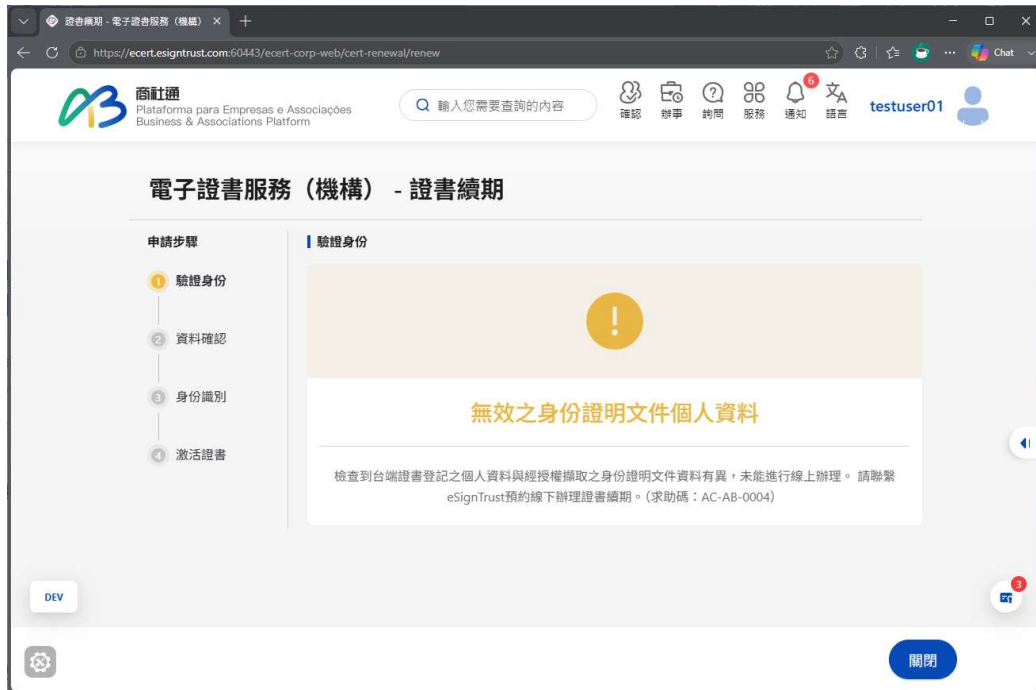 證書續期 - 電子證書服務（機構）
https://ecert.esigntrust.com:60443/ecert-corp-web/cert-renewal/renew
Chat
商社通
Plataforma para Empresas e Associações
Business & Associations Platform
輸入您需要查詢的內容
確認
辦事
詢問
服務
6
通知
語言
testuser01
電子證書服務（機構） - 證書續期
申請步驟
1 驗證身份
2 資料確認
3 身份識別
4 激活證書
驗證身份
!
無效之身份證明文件個人資料
檢查到台端證書登記之個人資料與經授權擷取之身份證明文件資料有異，未能進行線上辦理。 請聯繫
eSignTrust預約線下辦理證書續期。（求助碼：AC-AB-0004）
DEV
3
關閉